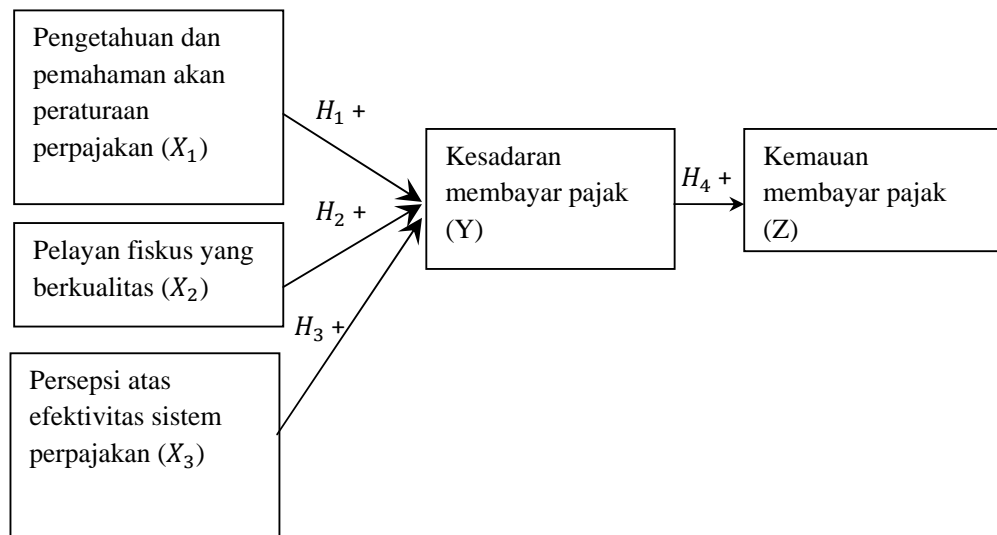 Pengetahuan dan
pemahaman akan
peraturaan
perpajakan (𝑋₁)
𝐻₁ +
Pelayan fiskus yang
berkualitas (𝑋₂)
𝐻₂ +
Persepsi atas
efektivitas sistem
perpajakan (𝑋₃)
𝐻₃ +
Kesadaran
membayar pajak
(Y)
𝐻₄ +
Kemauan
membayar pajak
(Z)